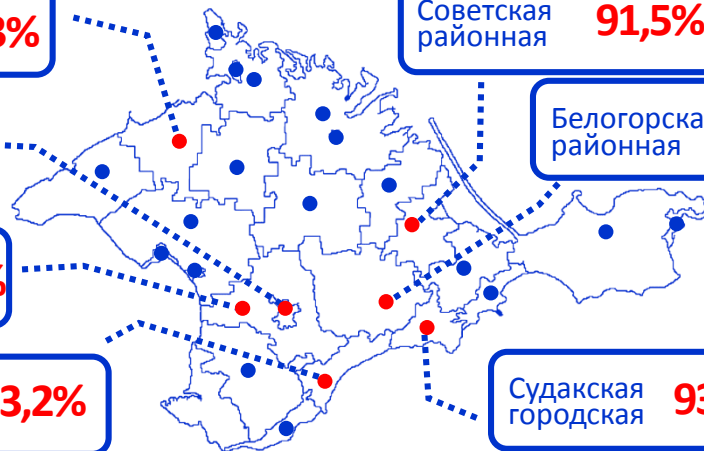 3%
Советская
районная
91,5%
Белогорска
районная
%
3,2%
Судакская
городская
93